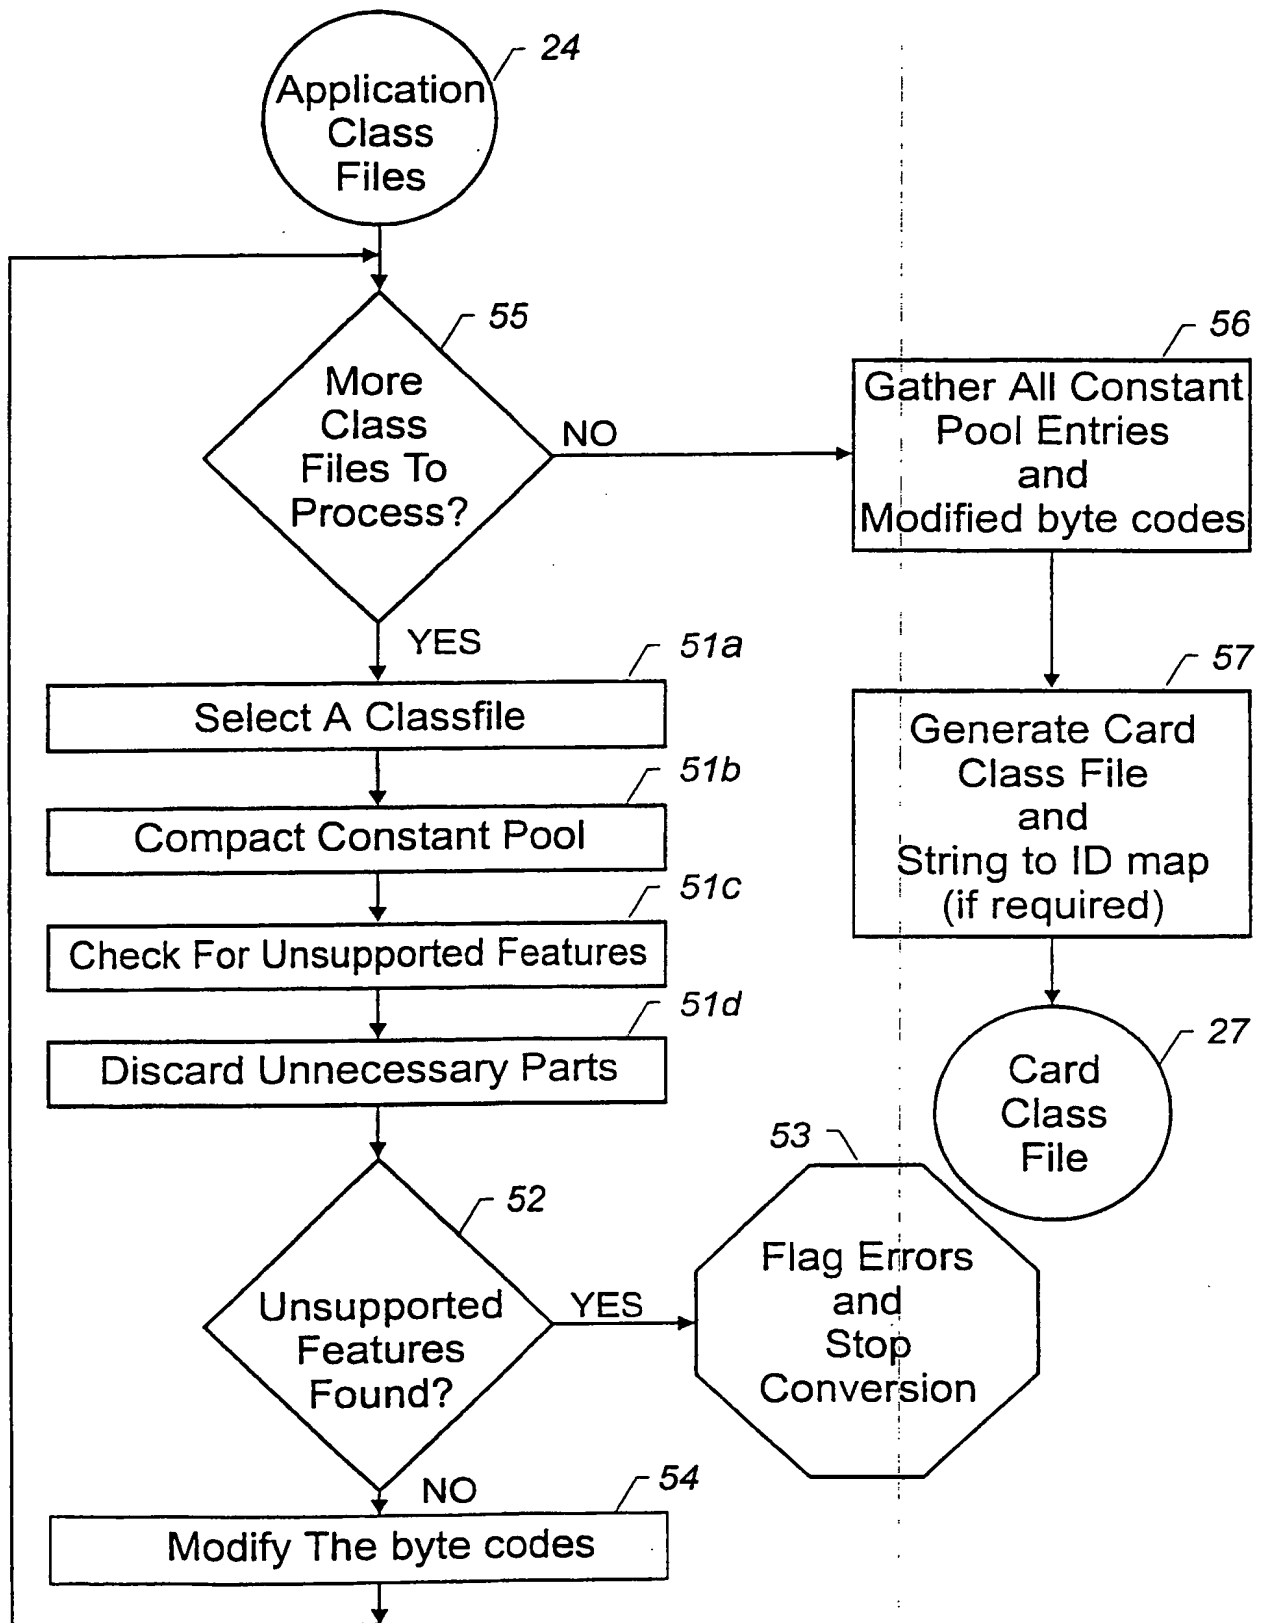 24
Application
Class
Files
55
More
Class
Files To
Process?
NO
YES
56
Gather All Constant
Pool Entries
and
Modified byte codes
51a
Select A Classfile
51b
Compact Constant Pool
51c
Check For Unsupported Features
51d
Discard Unnecessary Parts
57
Generate Card
Class File
and
String to ID map
(if required)
27
Card
Class
File
52
Unsupported
Features
Found?
YES
NO
53
Flag Errors
and
Stop
Conversion
54
Modify The byte codes